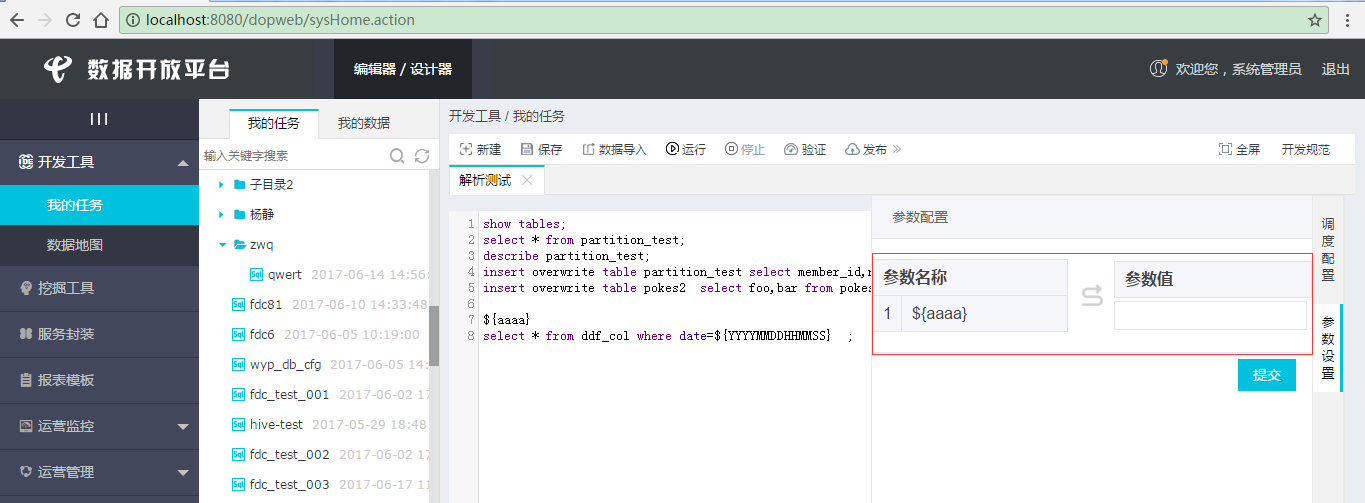 localhost:8080/dopweb/sysHome.action
数据开放平台
编辑器 / 设计器
欢迎您，系统管理员
退出
开发工具
我的任务
数据地图
挖掘工具
服务封装
报表模板
运营监控
运营管理
我的任务
我的数据
输入关键字搜索
子目录2
杨静
zwq
qwert 2017-06-14 14:56:
fdc81 2017-06-10 14:33:48
fdc6 2017-06-05 10:19:00
wyp_db_cfg 2017-06-05 14:
fdc_test_001 2017-06-02 17
hive-test 2017-05-29 18:48
fdc_test_002 2017-06-02 17
fdc_test_003 2017-06-17 11
开发工具 / 我的任务
新建
保存
数据导入
运行
停止
验证
发布
全屏
开发规范
解析测试
1 show tables;
2 select * from partition_test;
3 describe partition_test;
4 insert overwrite table partition_test select member_id,
5 insert overwrite table pokes2 select foo,bar from pokes
6
7 ${aaaa}
8 select * from ddf_col where date=${YYYYMMDDHHMMSS} ;
参数配置
参数名称
参数值
1 ${aaaa}
提交
调度配置
参数设置